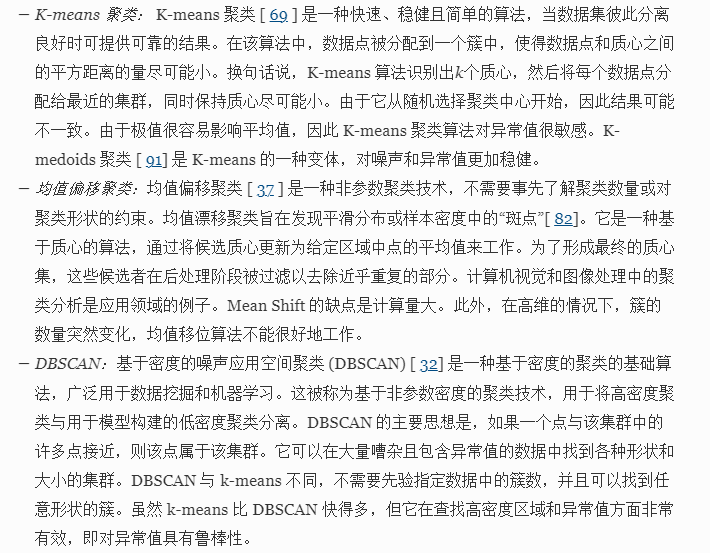 – K-means 聚类： K-means 聚类 [ 69 ] 是一种快速、稳健且简单的算法，当数据集彼此分离
良好时可提供可靠的结果。在该算法中，数据点被分配到一个簇中，使得数据点和质心之间
的平方距离的量尽可能小。换句话说，K-means 算法识别出k个质心，然后将每个数据点分
配给最近的集群，同时保持质心尽可能小。由于它从随机选择聚类中心开始，因此结果可能
不一致。由于极值很容易影响平均值，因此 K-means 聚类算法对异常值很敏感。K-
medoids 聚类 [ 91] 是 K-means 的一种变体，对噪声和异常值更加稳健。
– 均值偏移聚类：均值偏移聚类 [ 37 ] 是一种非参数聚类技术，不需要事先了解聚类数量或对
聚类形状的约束。均值漂移聚类旨在发现平滑分布或样本密度中的“斑点”[ 82]。它是一种基
于质心的算法，通过将候选质心更新为给定区域中点的平均值来工作。为了形成最终的质心
集，这些候选者在后处理阶段被过滤以去除近乎重复的部分。计算机视觉和图像处理中的聚
类分析是应用领域的例子。Mean Shift 的缺点是计算量大。此外，在高维的情况下，簇的
数量突然变化，均值移位算法不能很好地工作。
– DBSCAN：基于密度的噪声应用空间聚类 (DBSCAN) [ 32] 是一种基于密度的聚类的基础算
法，广泛用于数据挖掘和机器学习。这被称为基于非参数密度的聚类技术，用于将高密度聚
类与用于模型构建的低密度聚类分离。DBSCAN 的主要思想是，如果一个点与该集群中的
许多点接近，则该点属于该集群。它可以在大量嘈杂且包含异常值的数据中找到各种形状和
大小的集群。DBSCAN 与 k-means 不同，不需要先验指定数据中的簇数，并且可以找到任
意形状的簇。虽然 k-means 比 DBSCAN 快得多，但它在查找高密度区域和异常值方面非常
有效，即对异常值具有鲁棒性。